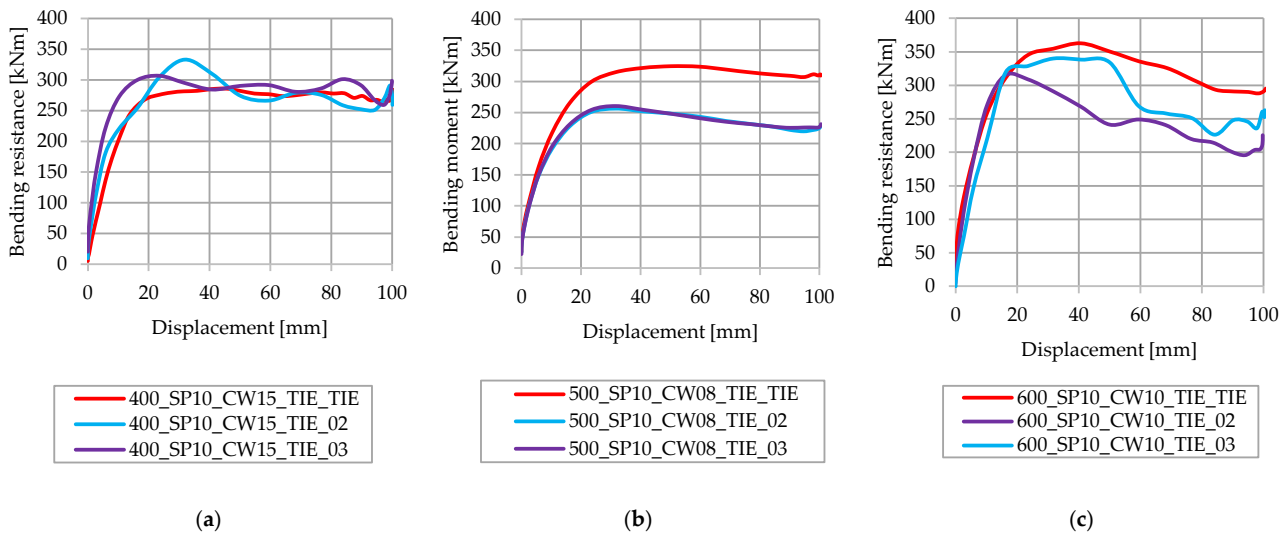 400
350
300
250
200
150
100
50
0
Bending resistance [kNm]
0 20 40 60 80 100
Displacement [mm]
400_SP10_CW15_TIE_TIE
400_SP10_CW15_TIE_02
400_SP10_CW15_TIE_03
(a)
400
350
300
250
200
150
100
50
0
Bending moment [kNm]
0 20 40 60 80 100
Displacement [mm]
500_SP10_CW08_TIE_TIE
500_SP10_CW08_TIE_02
500_SP10_CW08_TIE_03
(b)
400
350
300
250
200
150
100
50
0
Bending resistance [kNm]
0 20 40 60 80 100
Displacement [mm]
600_SP10_CW10_TIE_TIE
600_SP10_CW10_TIE_02
600_SP10_CW10_TIE_03
(c)